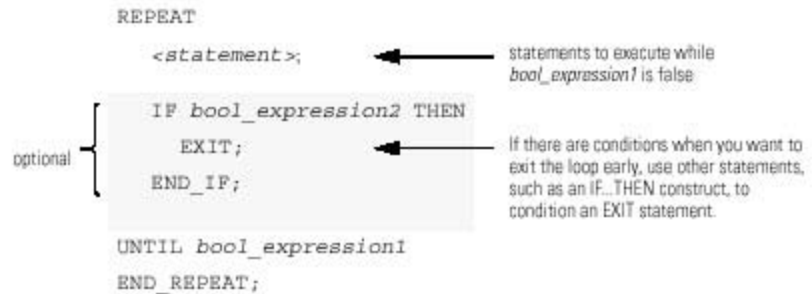 REPEAT
<statement>;
statements to execute while
bool_expression1 is false
optional
IF bool_expression2 THEN
EXIT;
END_IF;
If there are conditions when you want to
exit the loop early, use other statements,
such as an IF...THEN construct, to
condition an EXIT statement.
UNTIL bool_expression1
END_REPEAT;